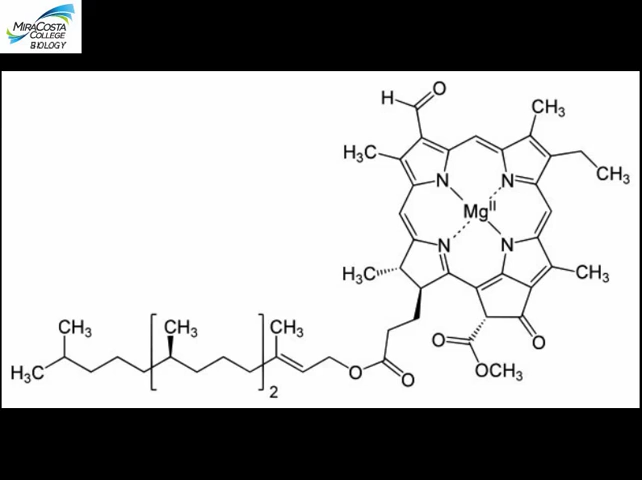 MIRACOSTA
COLLEGE
BIOLOGY
H
O
CH₃
H₃C
CH₃
N
N
Mgᴵᴵ
N
N
H₃C
CH₃
O
O
OCH₃
CH₃
CH₃
CH₃
H₃C
2
O
O